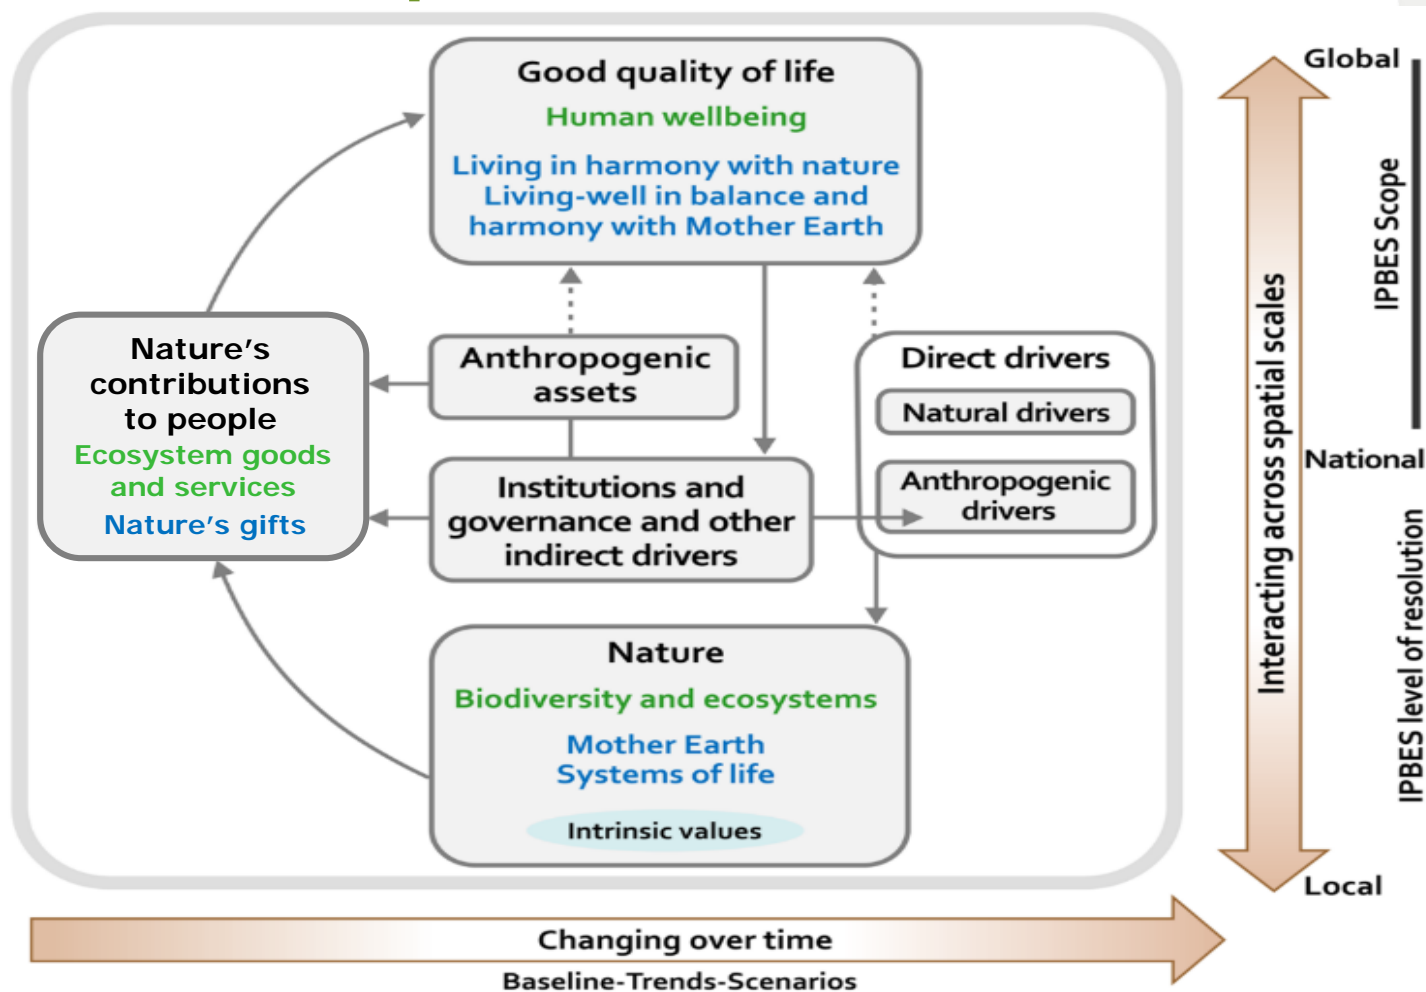 Good quality of life
Human wellbeing
Living in harmony with nature
Living-well in balance and
harmony with Mother Earth
Nature's
contributions
to people
Ecosystem goods
and services
Nature's gifts
Anthropogenic
assets
Institutions and
governance and other
indirect drivers
Direct drivers
Natural drivers
Anthropogenic
drivers
Nature
Biodiversity and ecosystems
Mother Earth
Systems of life
Intrinsic values
Changing over time
Baseline-Trends-Scenarios
Interacting across spatial scales
Global
IPBES Scope
National
IPBES level of resolution
Local